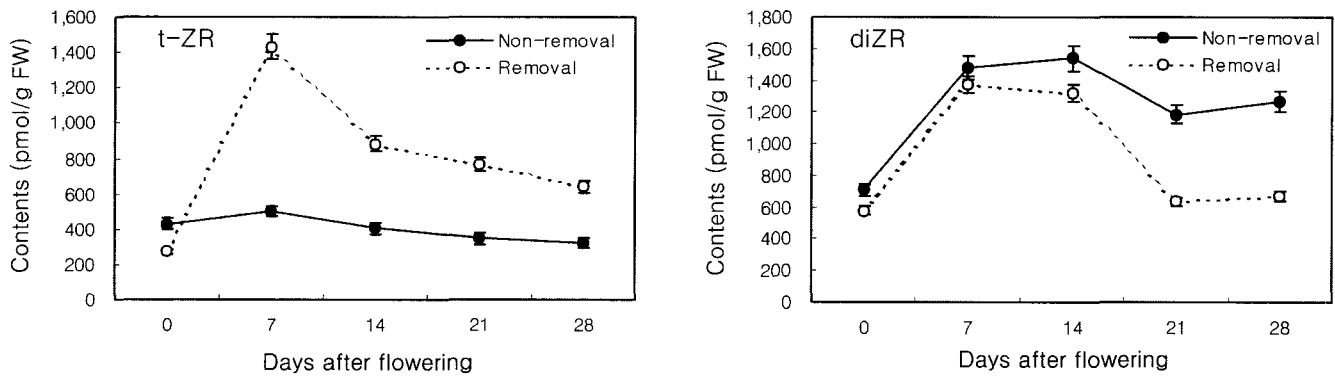 t-ZR
Non-removal
Removal
Contents (pmol/g FW)
1,600
1,400
1,200
1,000
800
600
400
200
0
0 7 14 21 28
Days after flowering
diZR
Non-removal
Removal
Contents (pmol/g FW)
1,800
1,600
1,400
1,200
1,000
800
600
400
200
0
0 7 14 21 28
Days after flowering